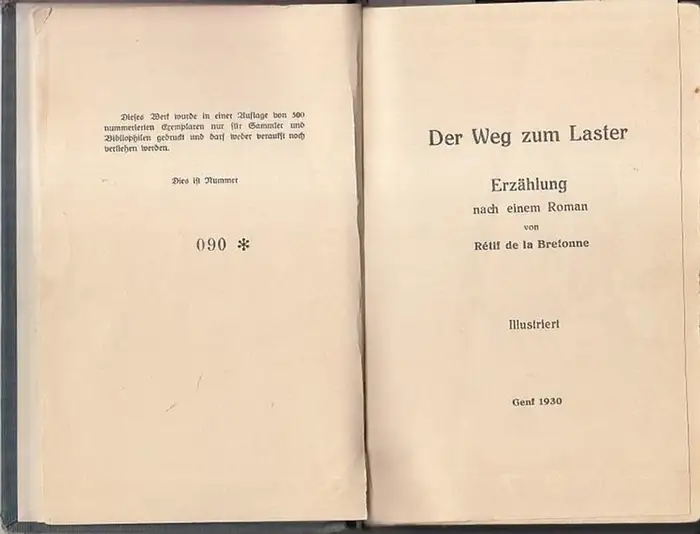 Dieses Werk wurde in einer Auflage von 500
nummerierten Exemplaren nur für Sammler und
Bibliophilen gedruckt und darf weder verkauft noch
verliehen werden.
Dies ist Nummer
090 *
Der Weg zum Laster
Erzählung
nach einem Roman
von
Rétif de la Bretonne
Illustriert
Genf 1930